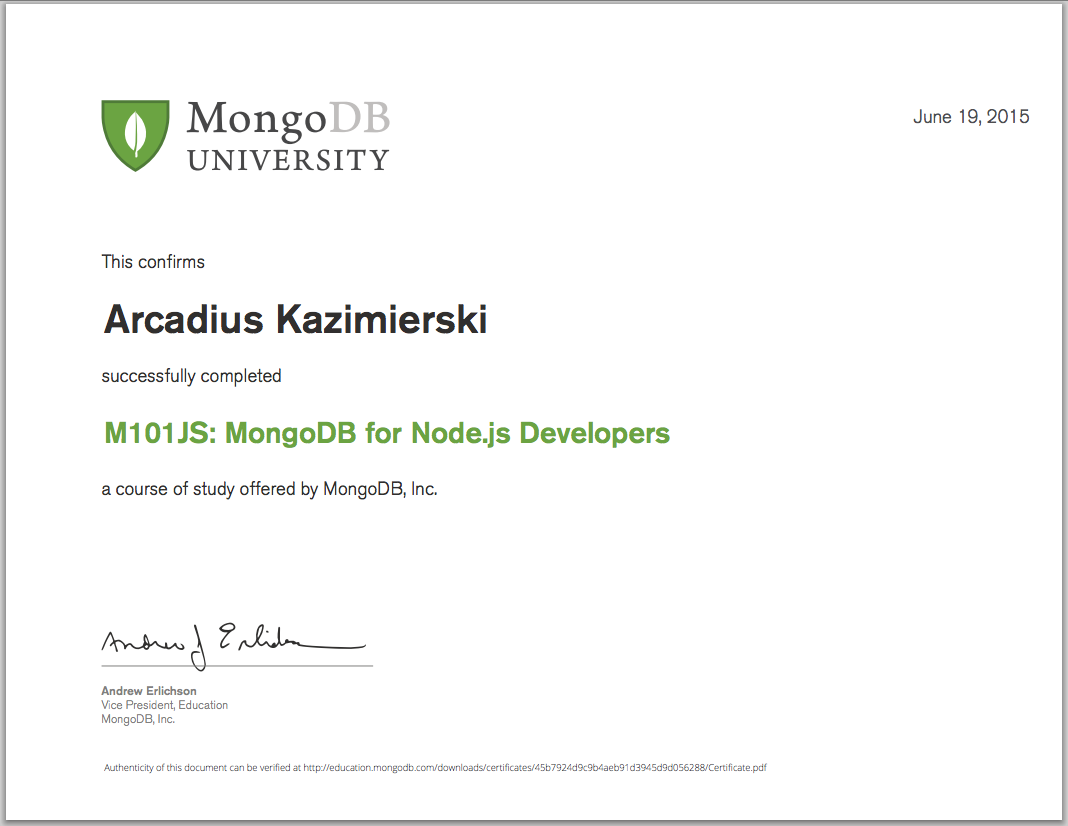 MongoDB
UNIVERSITY
June 19, 2015
This confirms
Arcadius Kazimierski
successfully completed
M101JS: MongoDB for Node.js Developers
a course of study offered by MongoDB, Inc.
Andrew J Erlichson
Andrew Erlichson
Vice President, Education
MongoDB, Inc.
Authenticity of this document can be verified at http://education.mongodb.com/downloads/certificates/45b7924d9c9b4aeb91d3945d9d056288/Certificate.pdf